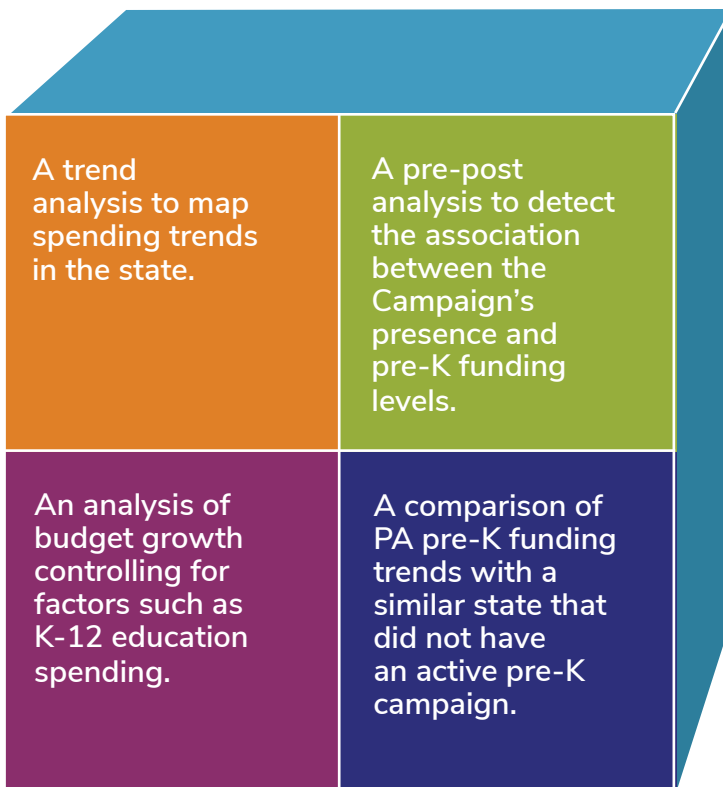 A trend
analysis to map
spending trends
in the state.
A pre-post
analysis to detect
the association
between the
Campaign’s
presence and
pre-K funding
levels.
An analysis of
budget growth
controlling for
factors such as
K-12 education
spending.
A comparison of
PA pre-K funding
trends with a
similar state that
did not have
an active pre-K
campaign.